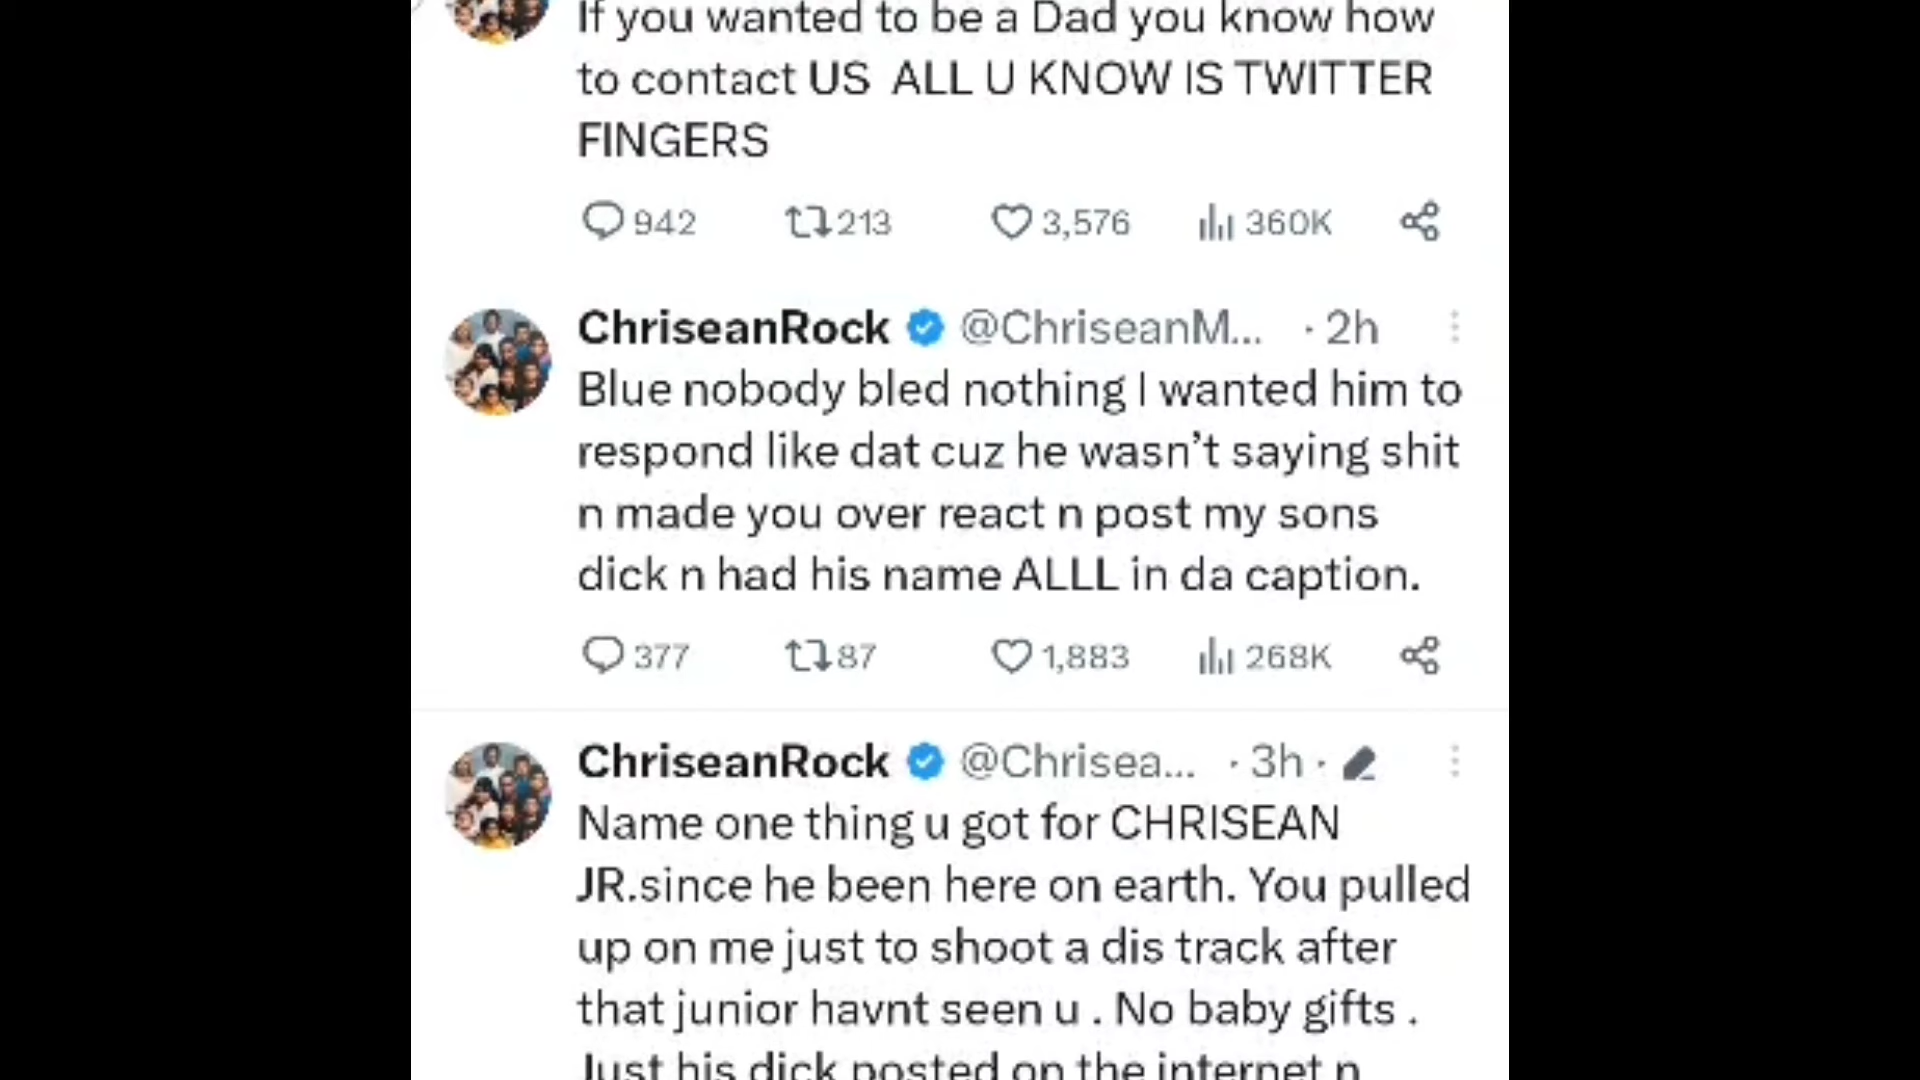 If you wanted to be a Dad you know how
to contact US ALL U KNOW IS TWITTER
FINGERS
942 213 3,576 360K
ChriseanRock @ChriseanM... · 2h
Blue nobody bled nothing I wanted him to
respond like dat cuz he wasn’t saying shit
n made you over react n post my sons
dick n had his name ALLL in da caption.
377 87 1,883 268K
ChriseanRock @Chrisea... · 3h ·
Name one thing u got for CHRISEAN
JR.since he been here on earth. You pulled
up on me just to shoot a dis track after
that junior havnt seen u . No baby gifts .
Just his dick posted on the internet n